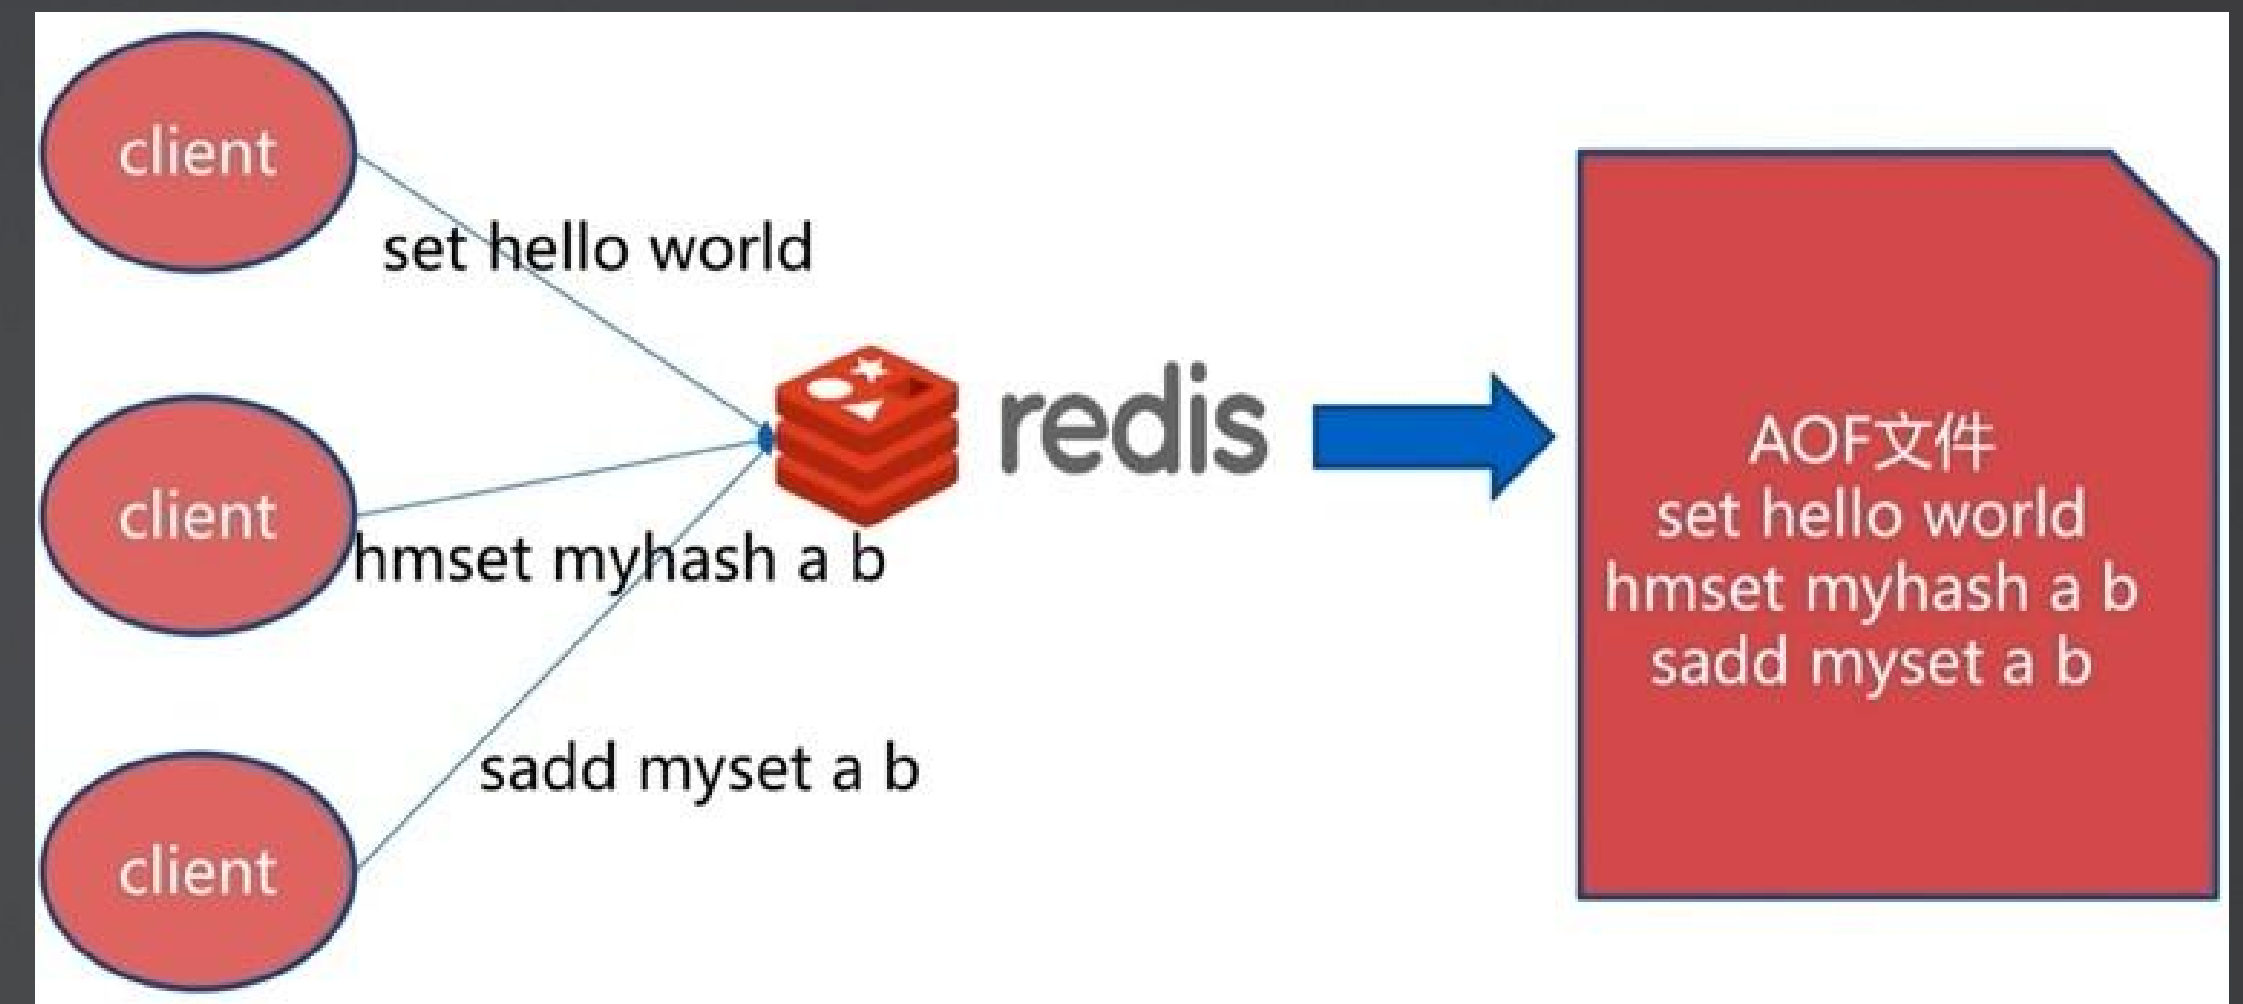 client
set hello world
client
hmset myhash a b
client
sadd myset a b
redis
AOF文件
set hello world
hmset myhash a b
sadd myset a b